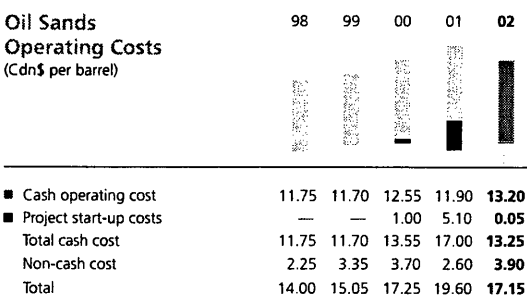 Oil Sands 98 99 00 01 02
Operating Costs
(Cdn$ per barrel)
Cash operating cost 11.75 11.70 12.55 11.90 13.20
Project start-up costs — — 1.00 5.10 0.05
Total cash cost 11.75 11.70 13.55 17.00 13.25
Non-cash cost 2.25 3.35 3.70 2.60 3.90
Total 14.00 15.05 17.25 19.60 17.15